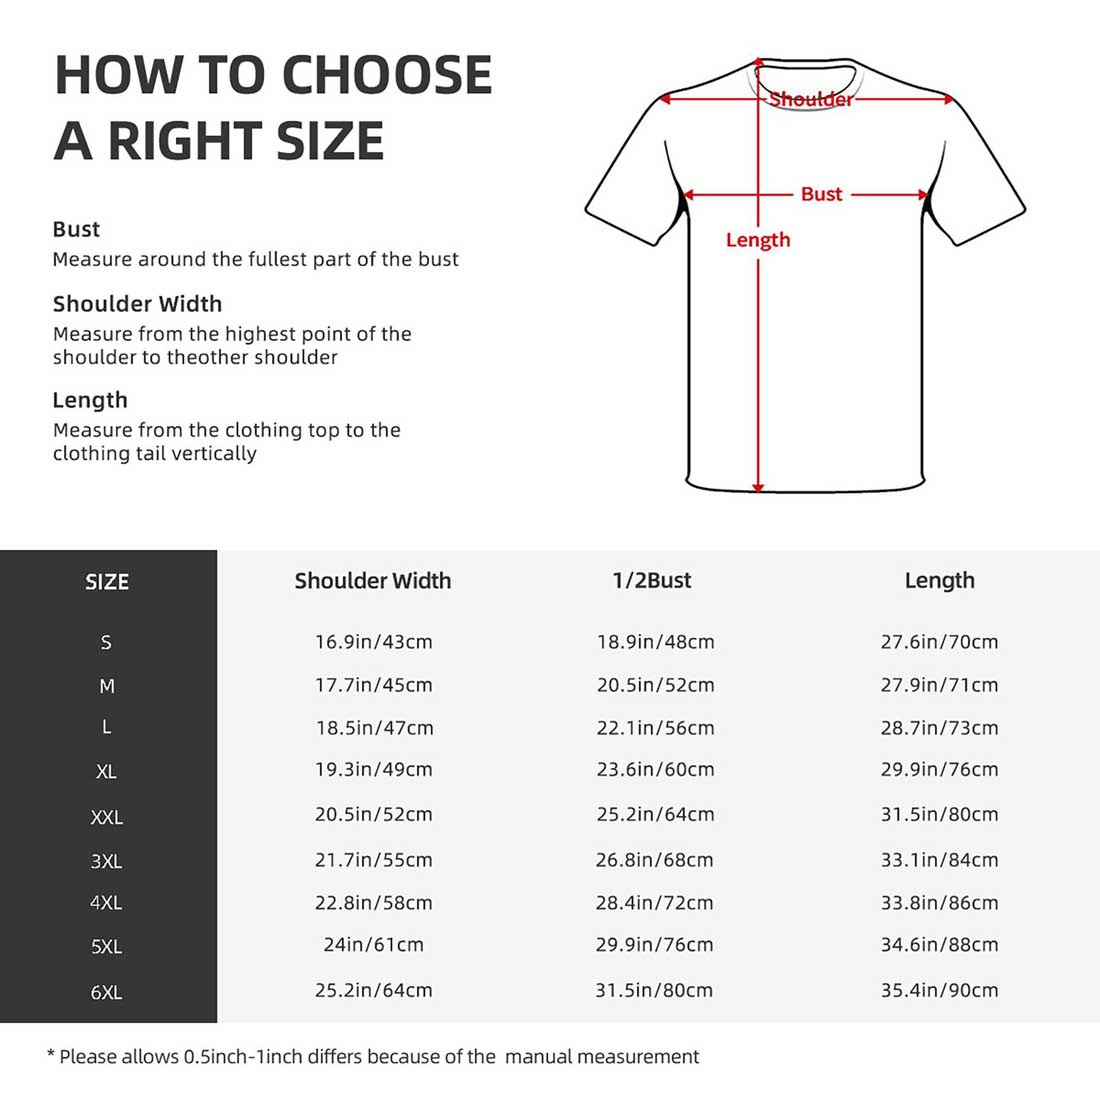 HOW TO CHOOSE
A RIGHT SIZE
Bust
Measure around the fullest part of the bust
Shoulder Width
Measure from the highest point of the
shoulder to theother shoulder
Length
Measure from the clothing top to the
clothing tail vertically
Shoulder
Bust
Length
SIZE Shoulder Width 1/2Bust Length
S 16.9in/43cm 18.9in/48cm 27.6in/70cm
M 17.7in/45cm 20.5in/52cm 27.9in/71cm
L 18.5in/47cm 22.1in/56cm 28.7in/73cm
XL 19.3in/49cm 23.6in/60cm 29.9in/76cm
XXL 20.5in/52cm 25.2in/64cm 31.5in/80cm
3XL 21.7in/55cm 26.8in/68cm 33.1in/84cm
4XL 22.8in/58cm 28.4in/72cm 33.8in/86cm
5XL 24in/61cm 29.9in/76cm 34.6in/88cm
6XL 25.2in/64cm 31.5in/80cm 35.4in/90cm
* Please allows 0.5inch-1inch differs because of the manual measurement